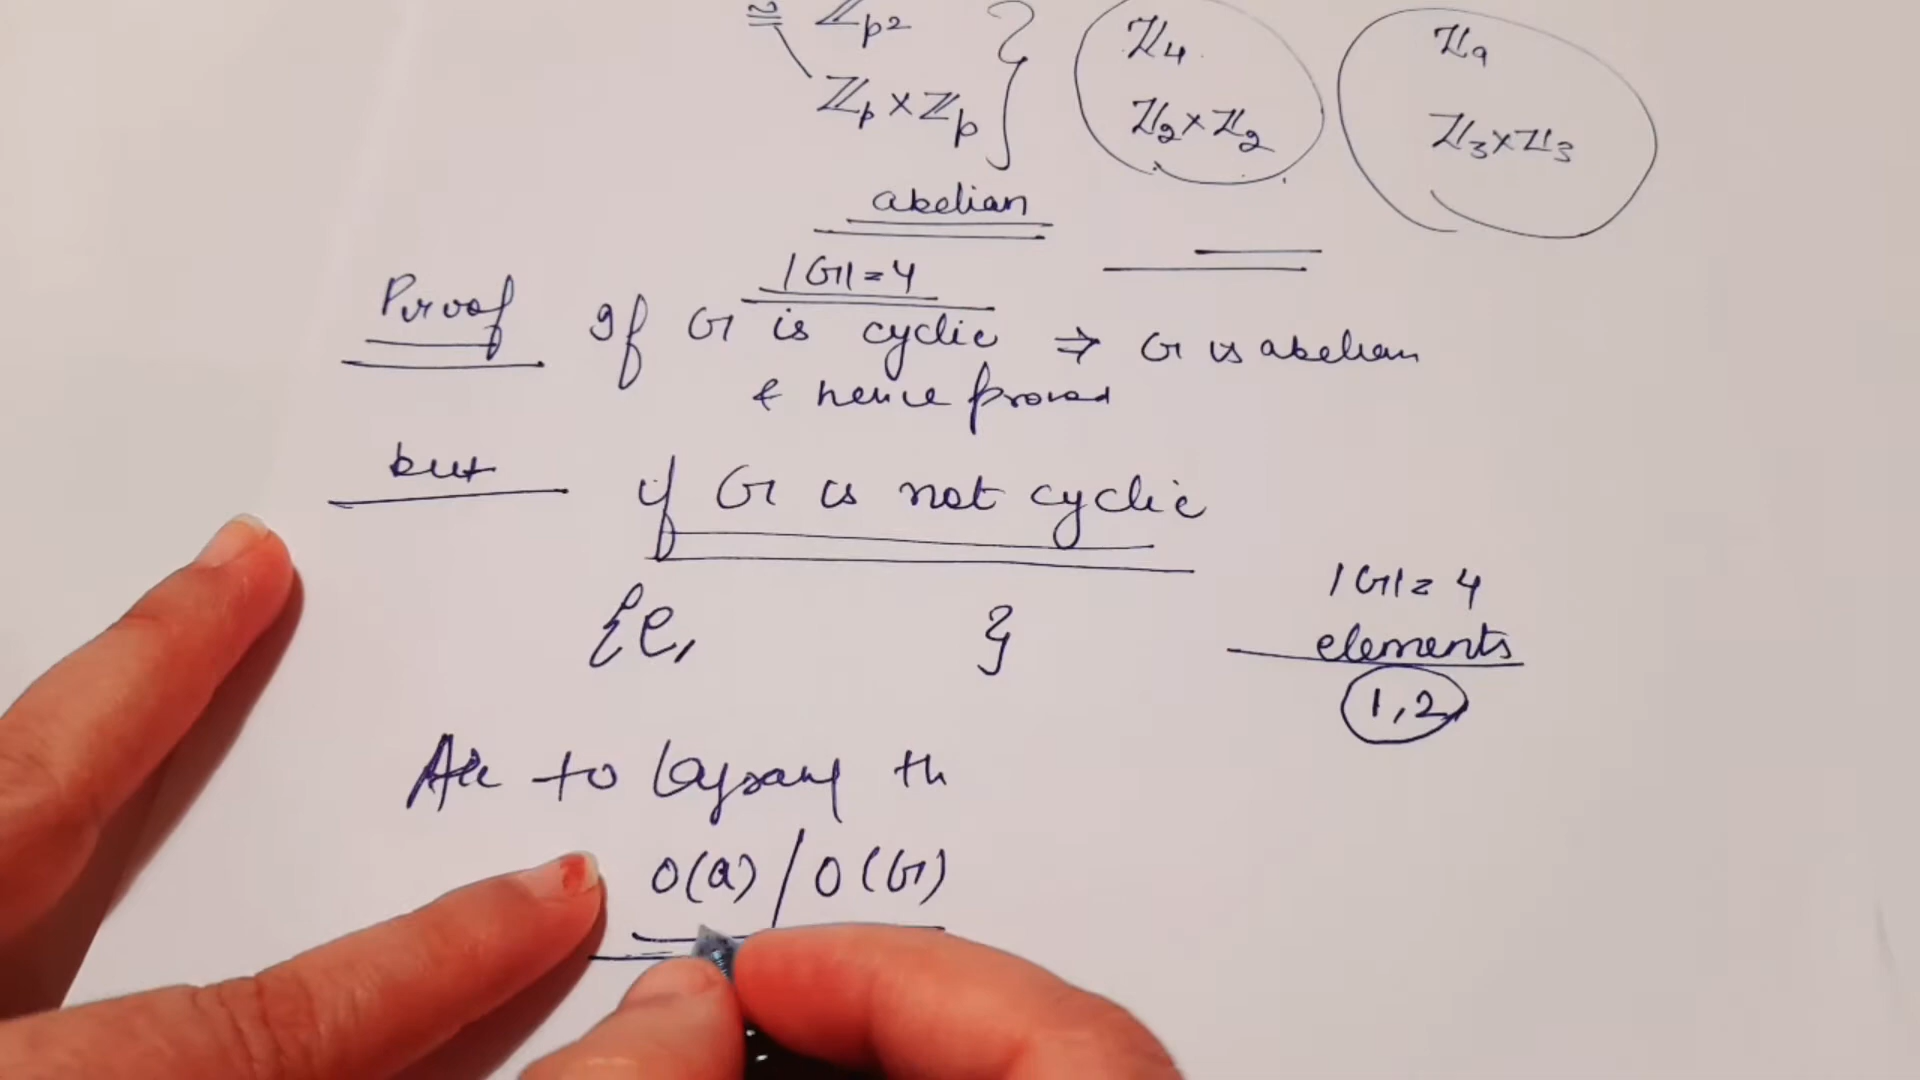 ≅ ℤp²
ℤp × ℤp }
ℤ4
ℤ2 × ℤ2
ℤ9
ℤ3 × ℤ3
abelian
|G| = 4
Proof If G is cyclic ⇒ G is abelian
& hence proved
but if G is not cyclic
{e, }
|G| = 4
elements
1, 2
Acc to th
O(a) / O(G)